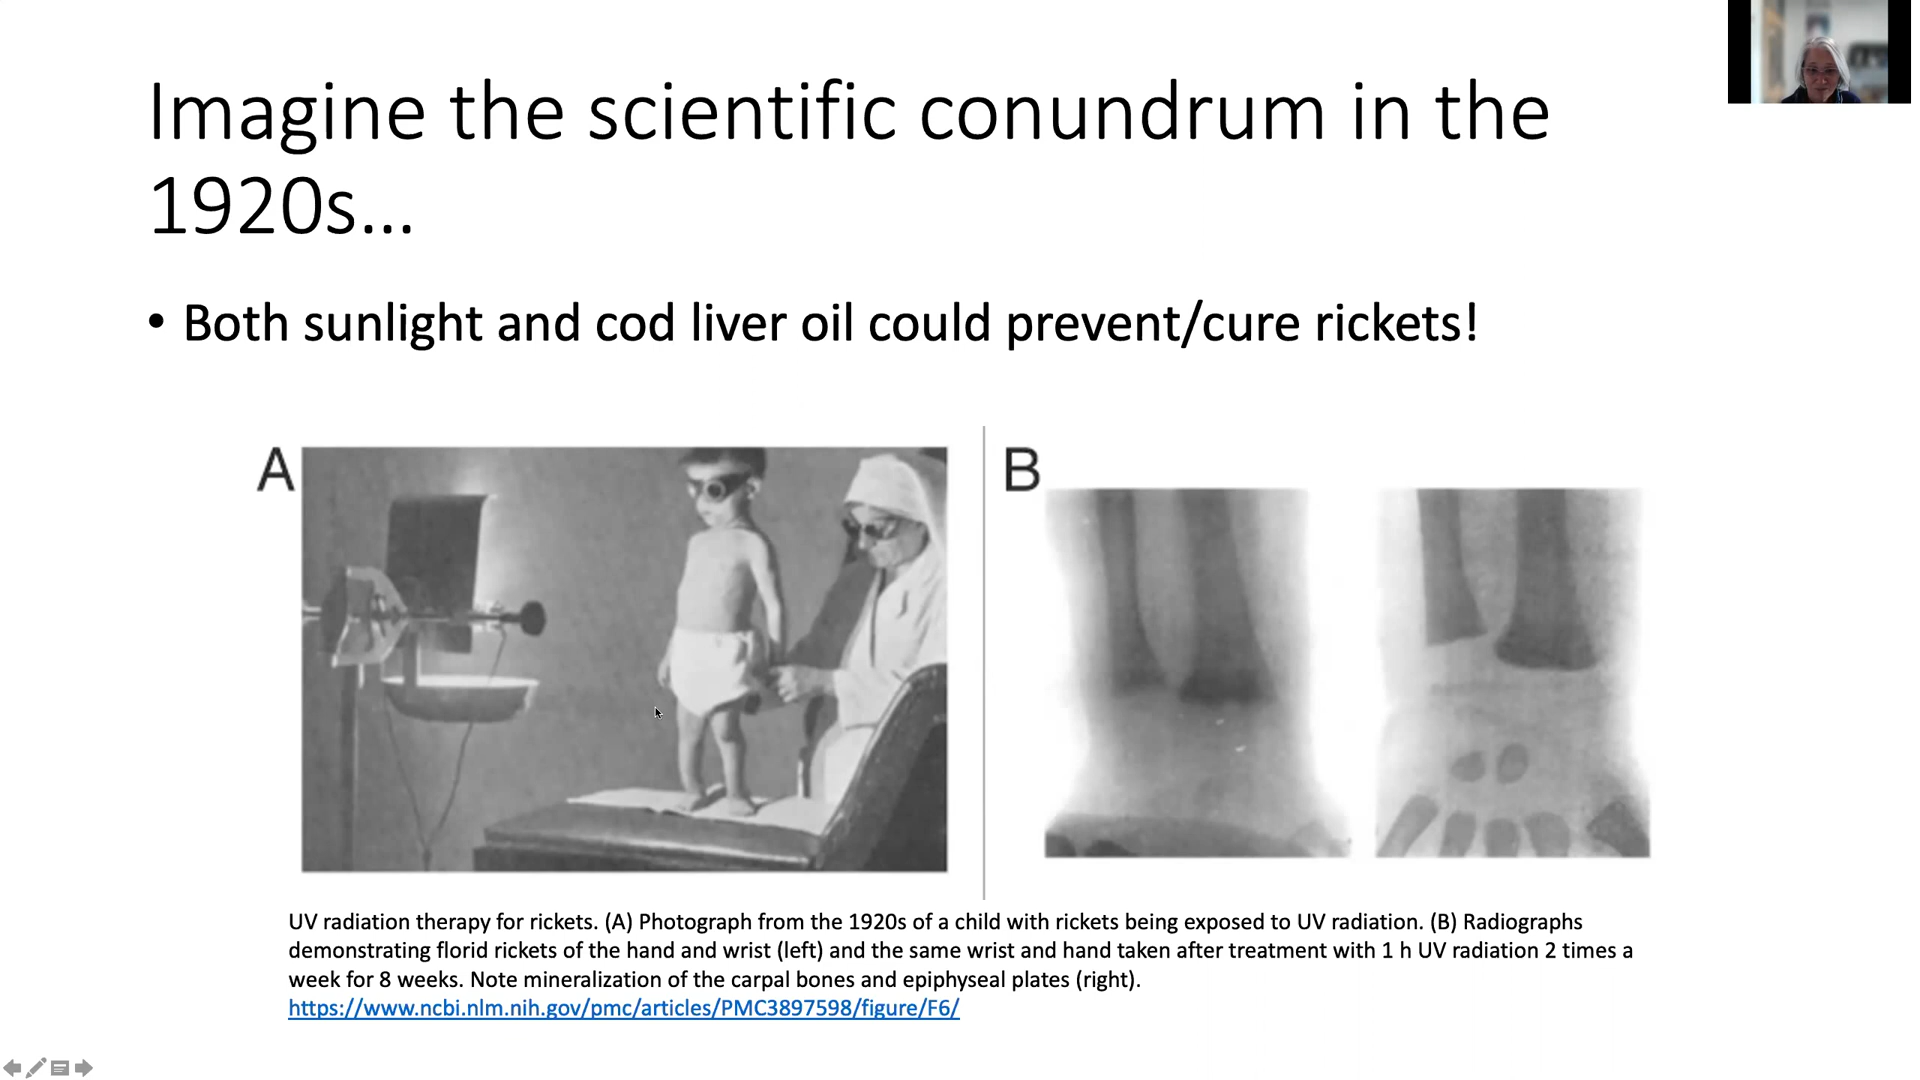 Imagine the scientific conundrum in the
1920s...
• Both sunlight and cod liver oil could prevent/cure rickets!
A
B
UV radiation therapy for rickets. (A) Photograph from the 1920s of a child with rickets being exposed to UV radiation. (B) Radiographs
demonstrating florid rickets of the hand and wrist (left) and the same wrist and hand taken after treatment with 1 h UV radiation 2 times a
week for 8 weeks. Note mineralization of the carpal bones and epiphyseal plates (right).
https://www.ncbi.nlm.nih.gov/pmc/articles/PMC3897598/figure/F6/